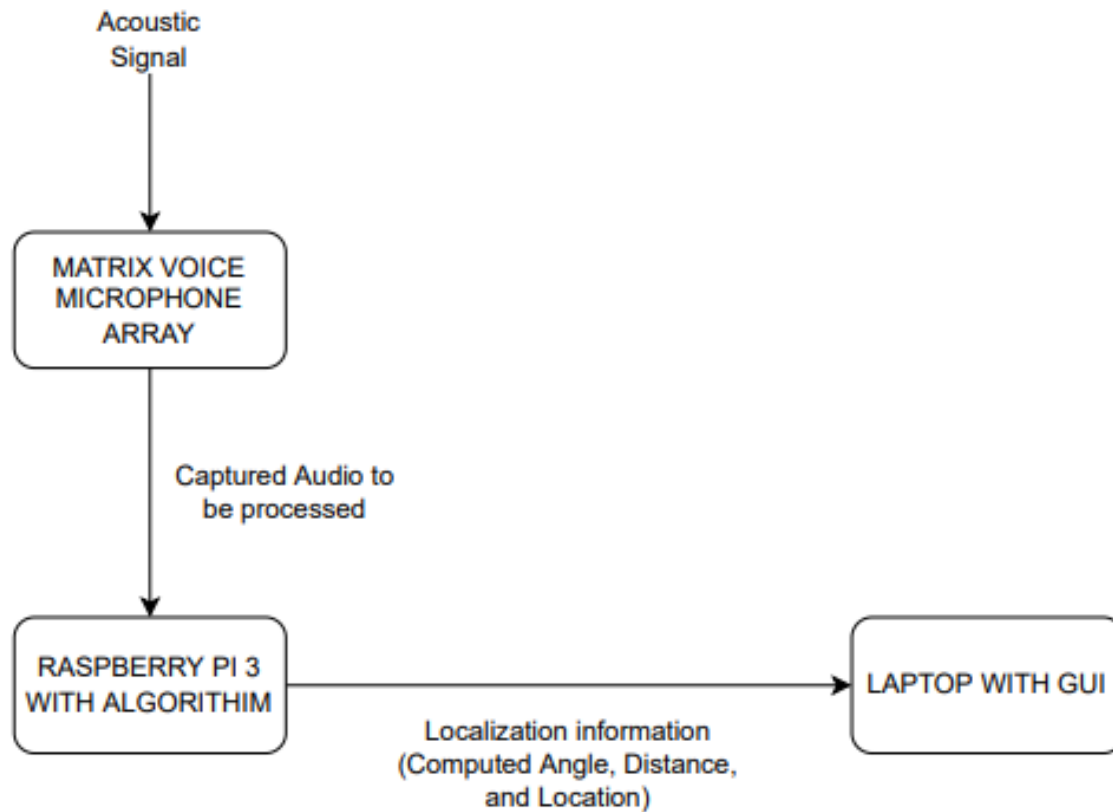 Acoustic
Signal
MATRIX VOICE
MICROPHONE
ARRAY
Captured Audio to
be processed
RASPBERRY PI 3
WITH ALGORITHIM
Localization information
(Computed Angle, Distance,
and Location)
LAPTOP WITH GUI